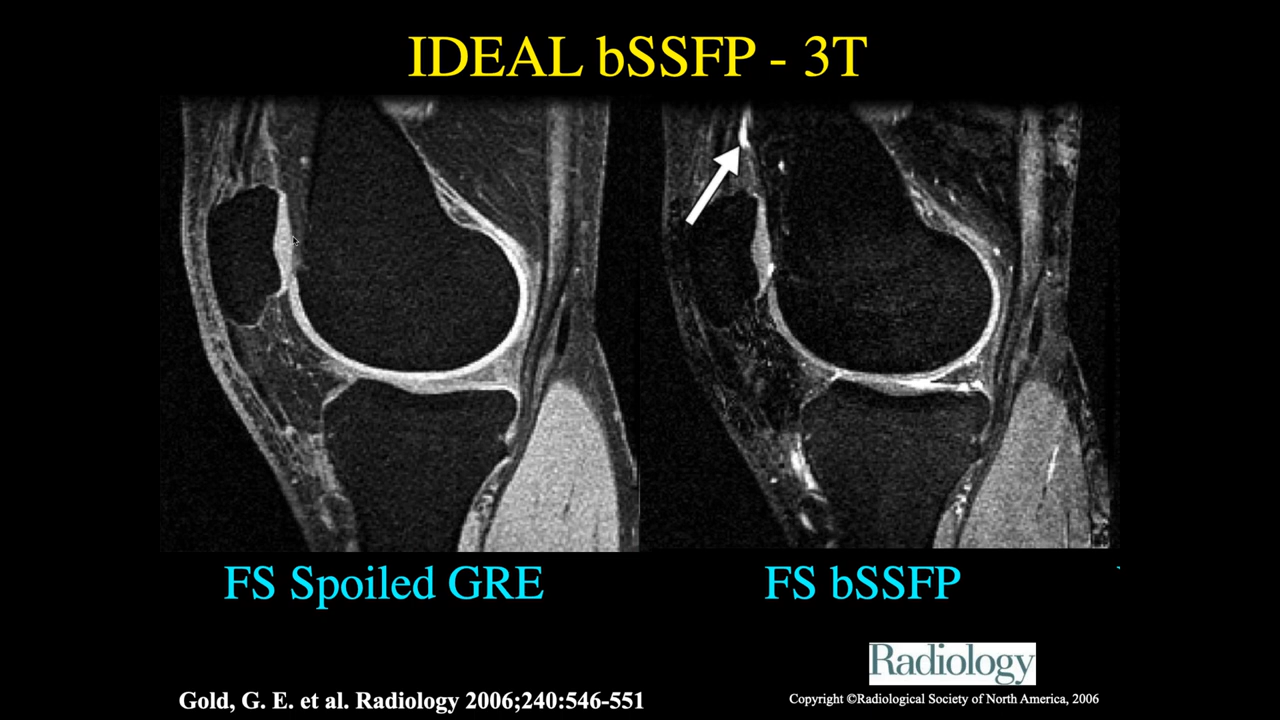 IDEAL bSSFP - 3T
FS Spoiled GRE
FS bSSFP
Radiology
Gold, G. E. et al. Radiology 2006;240:546-551
Copyright ©Radiological Society of North America, 2006